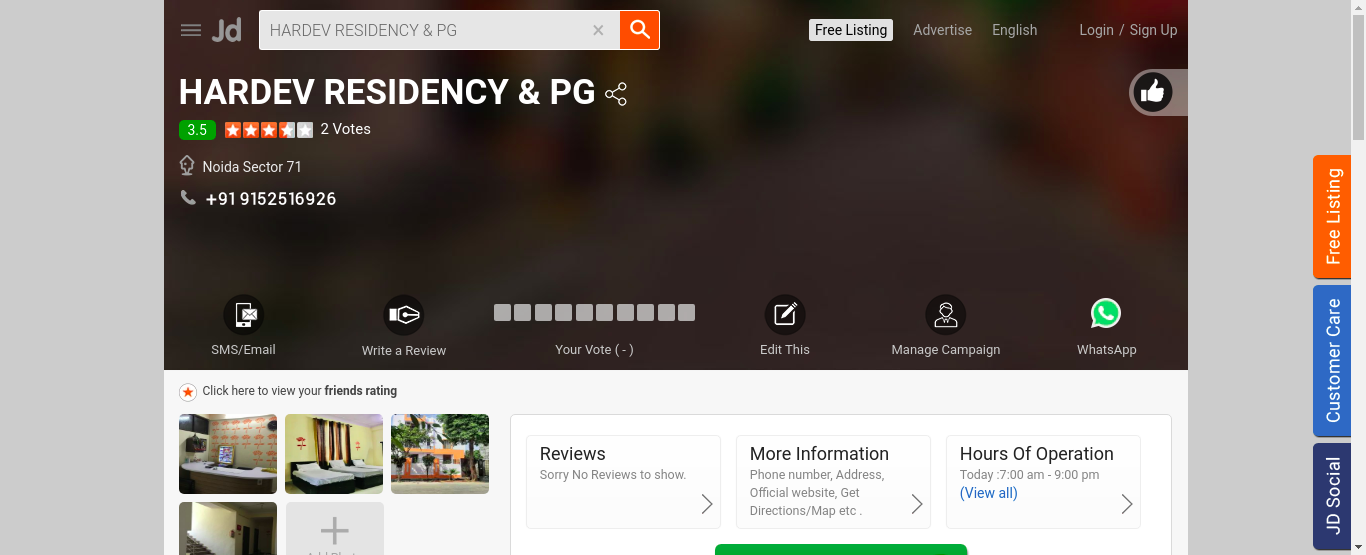 Jd
HARDEV RESIDENCY & PG
Free Listing
Advertise
English
Login / Sign Up
HARDEV RESIDENCY & PG
3.5
2 Votes
Noida Sector 71
+91 9152516926
SMS/Email
Write a Review
Your Vote ( - )
Edit This
Manage Campaign
WhatsApp
Free Listing
Customer Care
JD Social
Click here to view your friends rating
Reviews
Sorry No Reviews to show.
More Information
Phone number, Address,
Official website, Get
Directions/Map etc .
Hours Of Operation
Today :7:00 am - 9:00 pm
(View all)